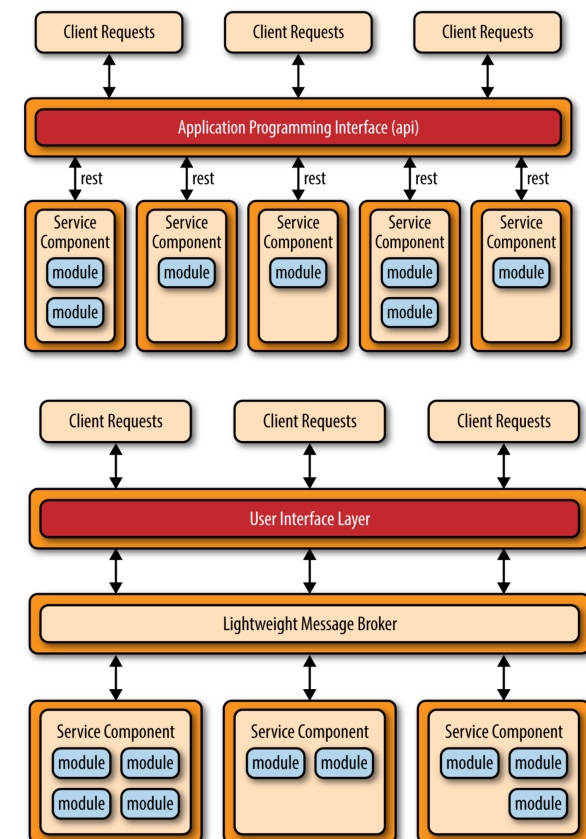 Client Requests
Client Requests
Client Requests
Application Programming Interface (api)
rest
rest
rest
rest
rest
Service
Component
module
module
Service
Component
module
Service
Component
module
Service
Component
module
module
Service
Component
module
Client Requests
Client Requests
Client Requests
User Interface Layer
Lightweight Message Broker
Service Component
module
module
module
module
Service Component
module
module
Service Component
module
module
module